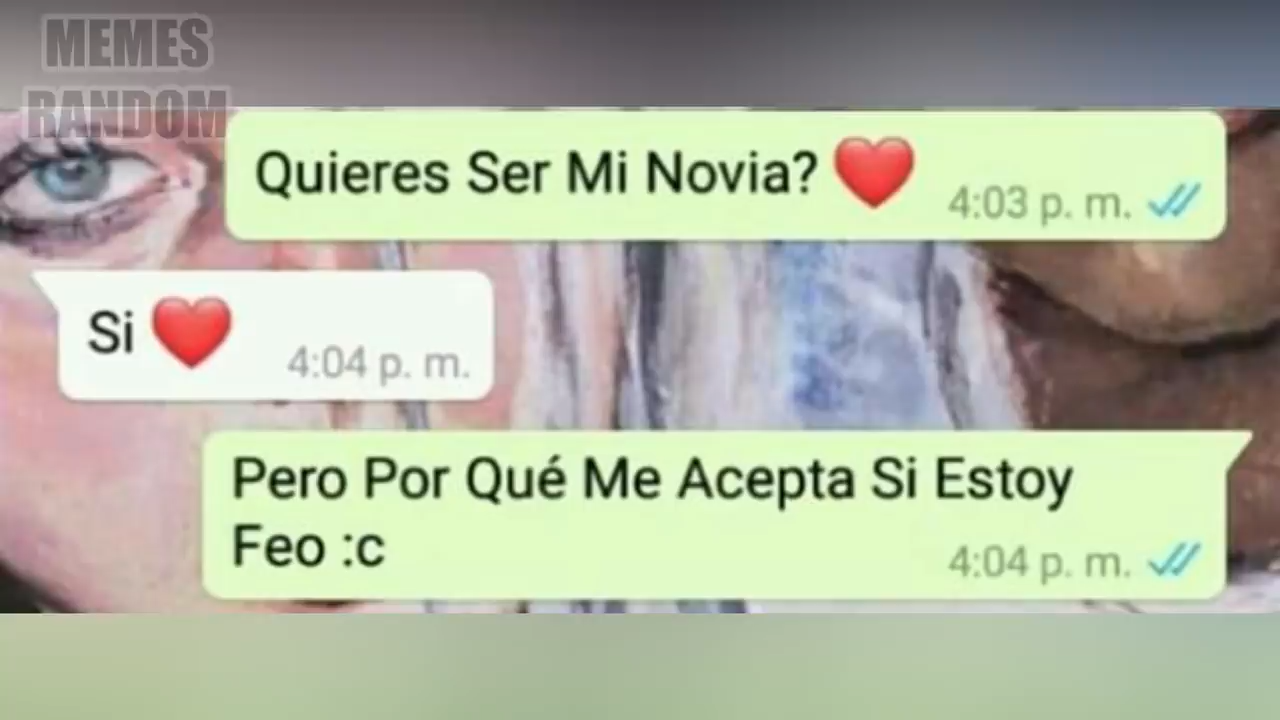 MEMES
RANDOM
Quieres Ser Mi Novia? ❤️
4:03 p. m.
Si ❤️
4:04 p. m.
Pero Por Qué Me Acepta Si Estoy
Feo :c
4:04 p. m.